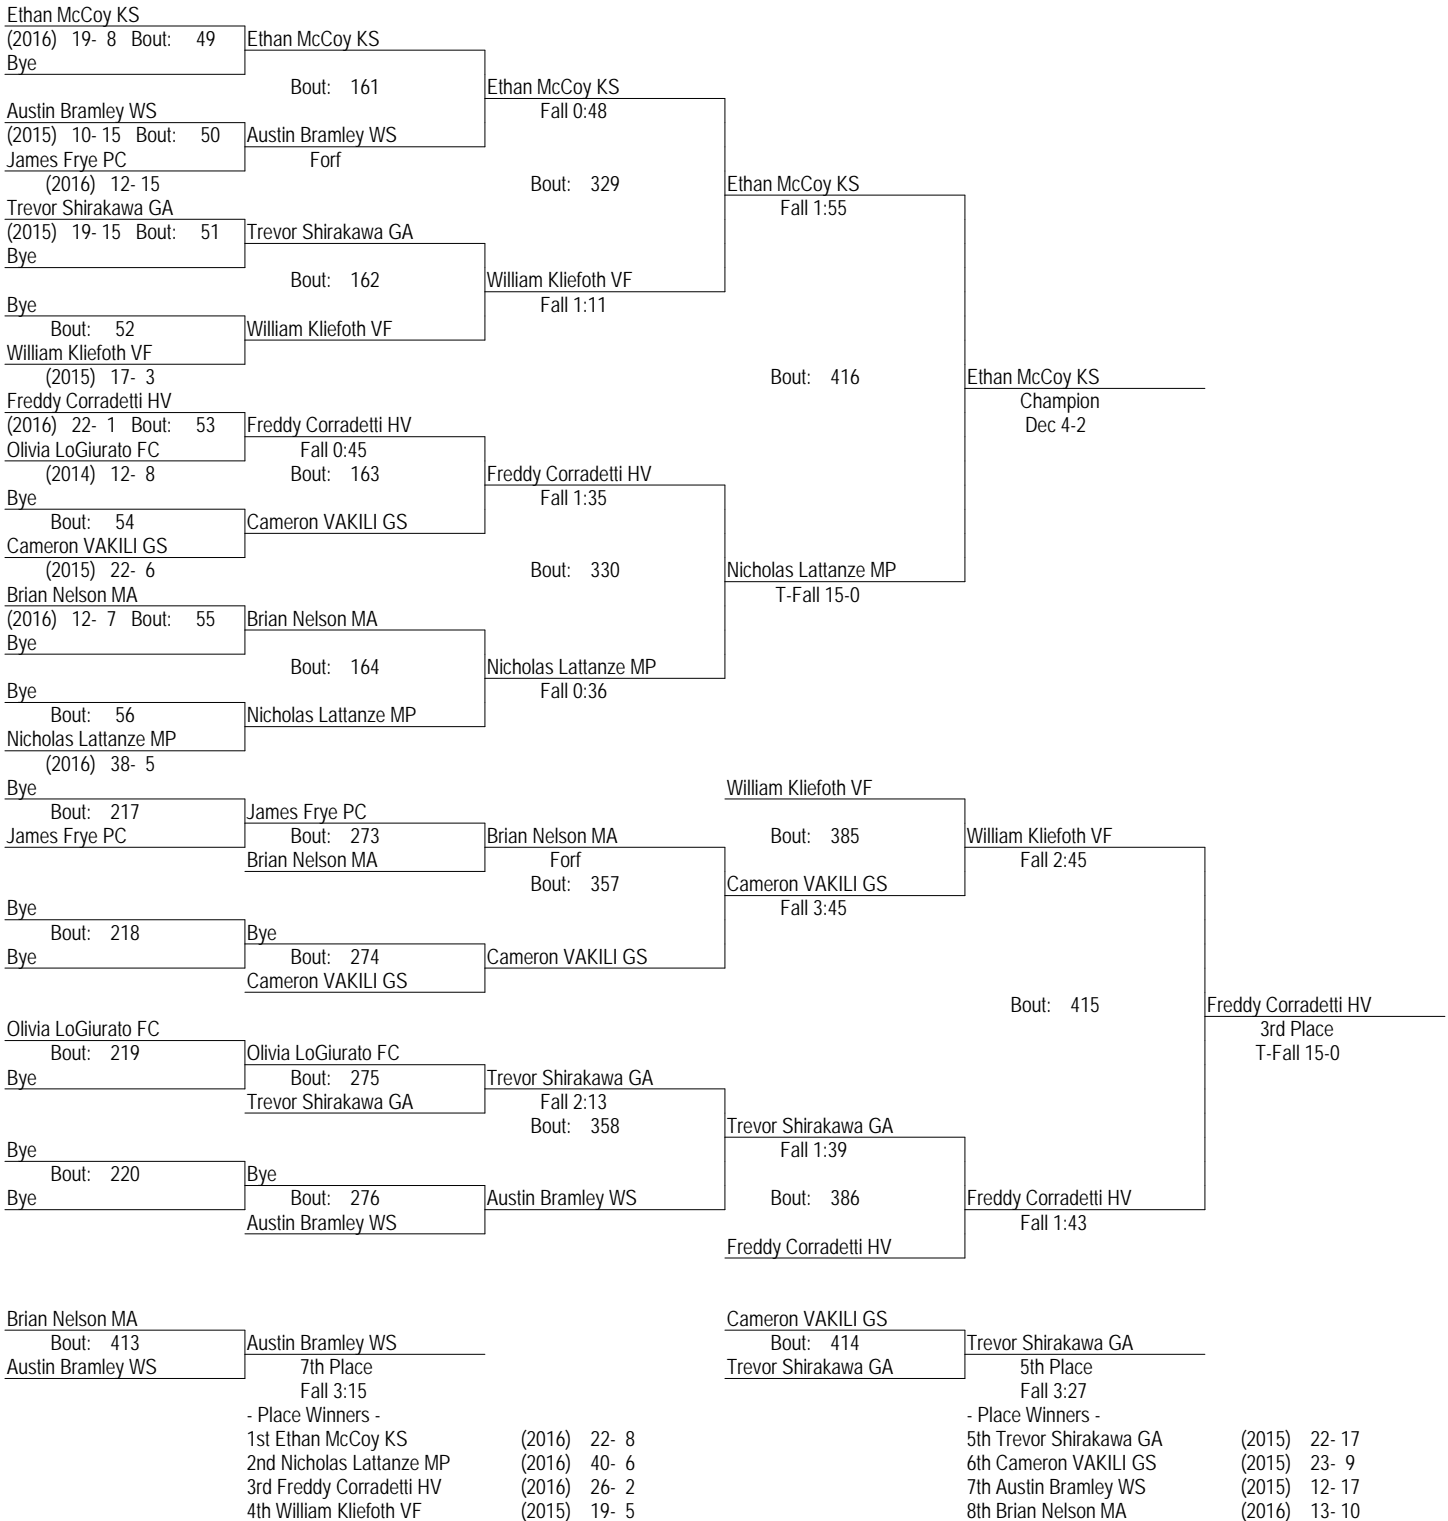 Ethan McCoy KS
(2016) 19- 8 Bout: 49 Ethan McCoy KS
Bye
Bout: 161 Ethan McCoy KS
Austin Bramley WS Fall 0:48
(2015) 10- 15 Bout: 50 Austin Bramley WS
James Frye PC Forf
(2016) 12- 15 Bout: 329 Ethan McCoy KS
Trevor Shirakawa GA Fall 1:55
(2015) 19- 15 Bout: 51 Trevor Shirakawa GA
Bye
Bout: 162 William Kliefoth VF
Bye Fall 1:11
Bout: 52 William Kliefoth VF
William Kliefoth VF
(2015) 17- 3 Bout: 416 Ethan McCoy KS
Freddy Corradetti HV Champion
(2016) 22- 1 Bout: 53 Freddy Corradetti HV Dec 4-2
Olivia LoGiurato FC Fall 0:45
(2014) 12- 8 Bout: 163 Freddy Corradetti HV
Bye Fall 1:35
Bout: 54 Cameron VAKILI GS
Cameron VAKILI GS
(2015) 22- 6 Bout: 330 Nicholas Lattanze MP
Brian Nelson MA T-Fall 15-0
(2016) 12- 7 Bout: 55 Brian Nelson MA
Bye
Bout: 164 Nicholas Lattanze MP
Bye Fall 0:36
Bout: 56 Nicholas Lattanze MP
Nicholas Lattanze MP
(2016) 38- 5
Bye William Kliefoth VF
Bout: 217 James Frye PC
James Frye PC Bout: 273 Brian Nelson MA Bout: 385 William Kliefoth VF
Brian Nelson MA Forf Fall 2:45
Bout: 357 Cameron VAKILI GS
Bye Fall 3:45
Bout: 218 Bye
Bye Bout: 274 Cameron VAKILI GS
Cameron VAKILI GS
Bout: 415 Freddy Corradetti HV
Olivia LoGiurato FC 3rd Place
Bout: 219 Olivia LoGiurato FC T-Fall 15-0
Bye Bout: 275 Trevor Shirakawa GA
Trevor Shirakawa GA Fall 2:13
Bout: 358 Trevor Shirakawa GA
Bye Fall 1:39
Bout: 220 Bye
Bye Bout: 276 Austin Bramley WS Bout: 386 Freddy Corradetti HV
Austin Bramley WS Fall 1:43
Freddy Corradetti HV
Brian Nelson MA Cameron VAKILI GS
Bout: 413 Austin Bramley WS Bout: 414 Trevor Shirakawa GA
Austin Bramley WS 7th Place Trevor Shirakawa GA 5th Place
Fall 3:15 Fall 3:27
- Place Winners - - Place Winners -
1st Ethan McCoy KS (2016) 22- 8 5th Trevor Shirakawa GA (2015) 22- 17
2nd Nicholas Lattanze MP (2016) 40- 6 6th Cameron VAKILI GS (2015) 23- 9
3rd Freddy Corradetti HV (2016) 26- 2 7th Austin Bramley WS (2015) 12- 17
4th William Kliefoth VF (2015) 19- 5 8th Brian Nelson MA (2016) 13- 10